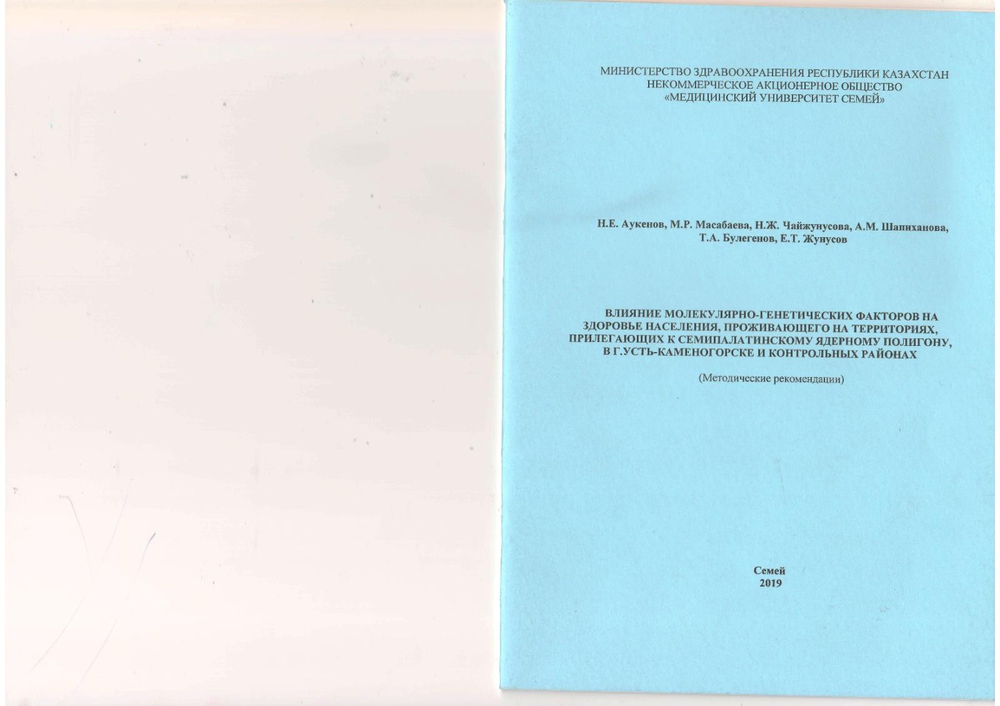 МИНИСТЕРСТВО ЗДРАВООХРАНЕНИЯ РЕСПУБЛИКИ КАЗАХСТАН
НЕКОММЕРЧЕСКОЕ АКЦИОНЕРНОЕ ОБЩЕСТВО
«МЕДИЦИНСКИЙ УНИВЕРСИТЕТ СЕМЕЙ»
Н.Е. Аукенов, М.Р. Масабаева, Н.Ж. Чайжунусова, А.М. Шапиханова,
Т.А. Булегенов, Е.Т. Жунусов
ВЛИЯНИЕ МОЛЕКУЛЯРНО-ГЕНЕТИЧЕСКИХ ФАКТОРОВ НА
ЗДОРОВЬЕ НАСЕЛЕНИЯ, ПРОЖИВАЮЩЕГО НА ТЕРРИТОРИЯХ,
ПРИЛЕГАЮЩИХ К СЕМИПАЛАТИНСКОМУ ЯДЕРНОМУ ПОЛИГОНУ,
В Г.УСТЬ-КАМЕНОГОРСКЕ И КОНТРОЛЬНЫХ РАЙОНАХ
(Методические рекомендации)
Семей
2019